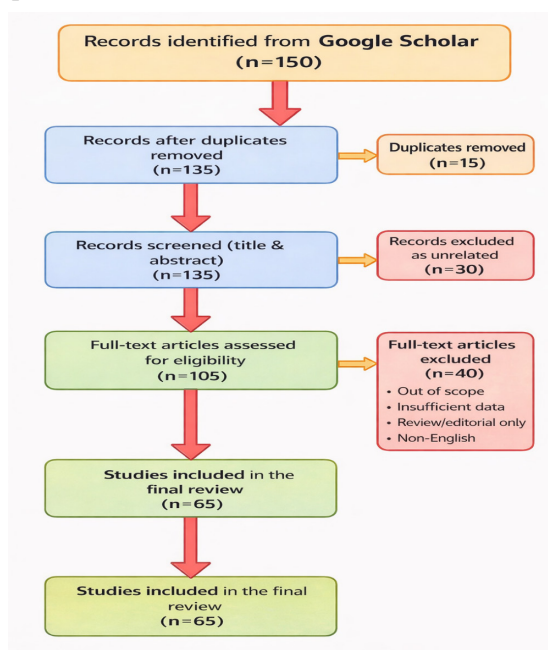 Records identified from Google Scholar
(n=150)
Records after duplicates
removed
(n=135)
Duplicates removed
(n=15)
Records screened (title &
abstract)
(n=135)
Records excluded
as unrelated
(n=30)
Full-text articles assessed
for eligibility
(n=105)
Full-text articles
excluded
(n=40)
• Out of scope
• Insufficient data
• Review/editorial only
• Non-English
Studies included in the
final review
(n=65)
Studies included in the final
review
(n=65)